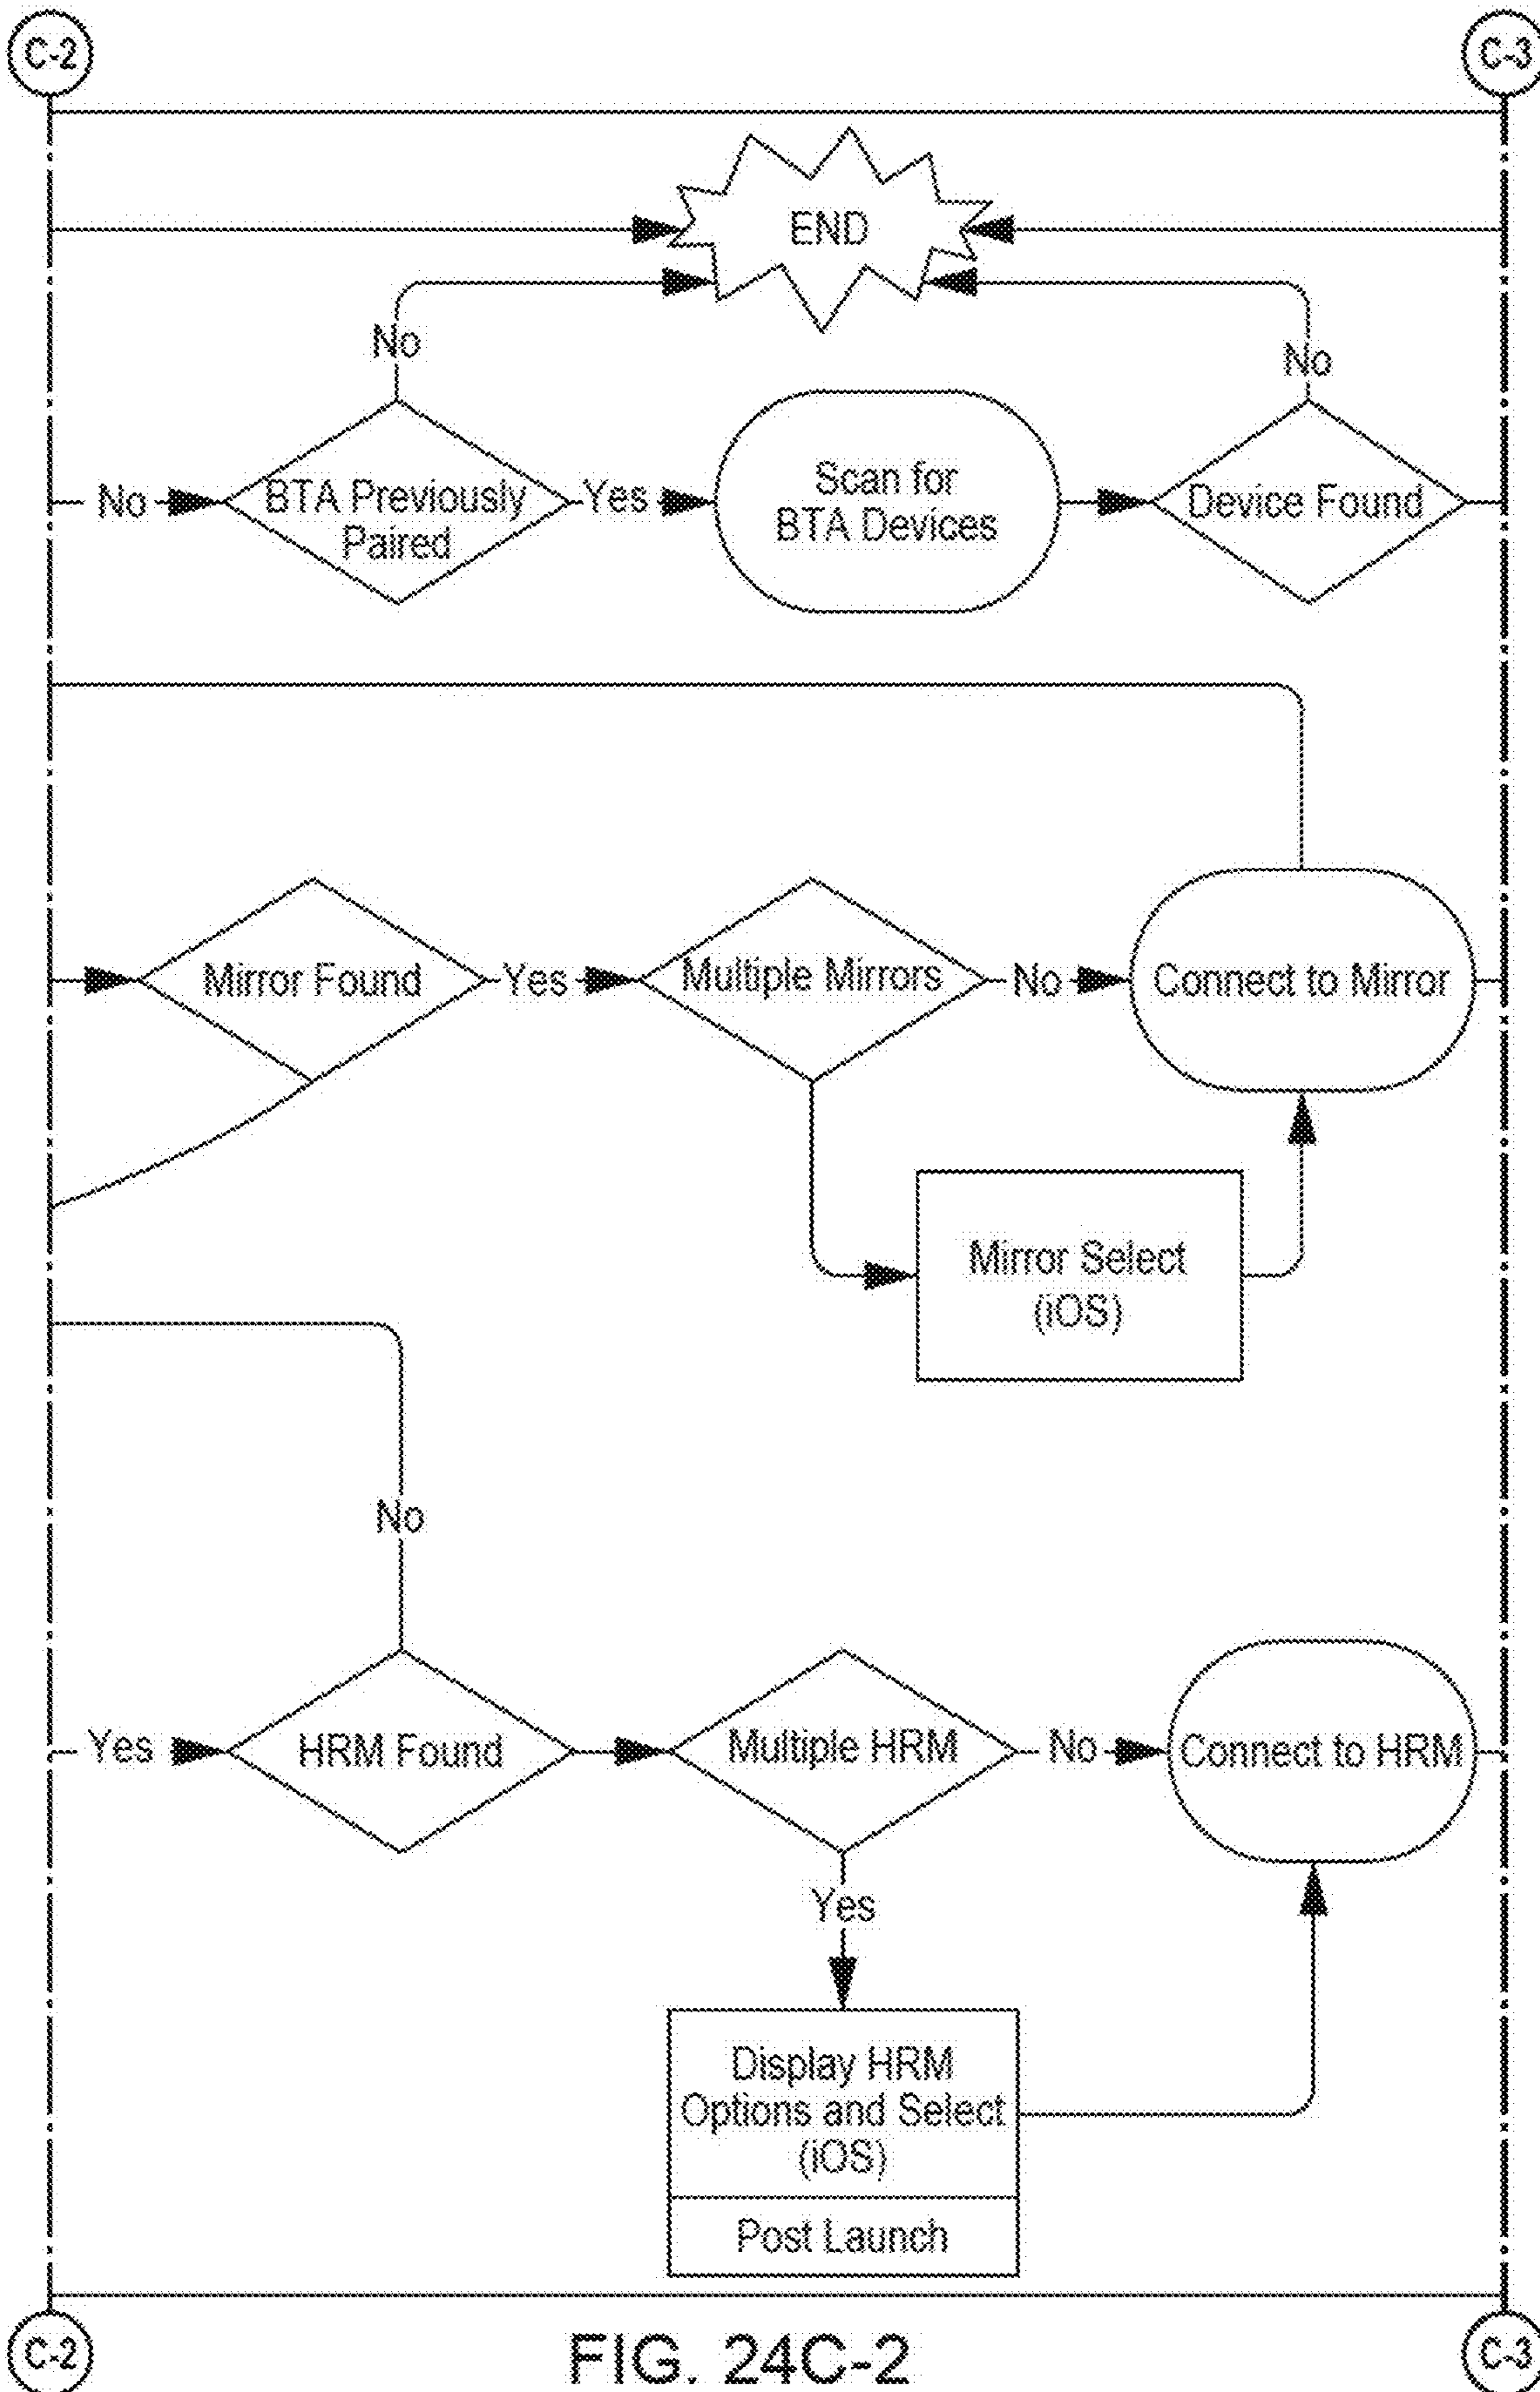 C-2
C-3
END
No
No
No
BTA Previously
Paired
Yes
Scan for
BTA Devices
Device Found
Mirror Found
Yes
Multiple Mirrors
No
Connect to Mirror
Mirror Select
(iOS)
No
Yes
HRM Found
Multiple HRM
No
Connect to HRM
Yes
Display HRM
Options and Select
(iOS)
Post Launch
C-2
FIG. 24C-2
C-3